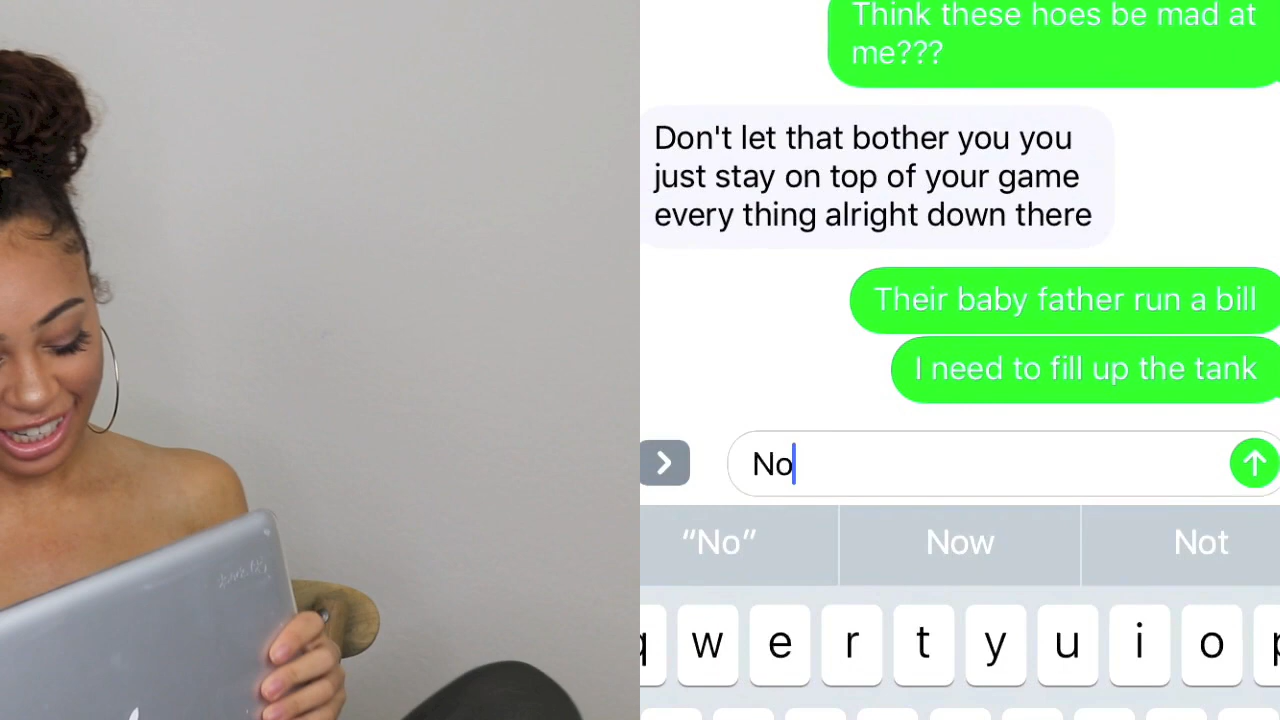 Think these hoes be mad at
me???
Don't let that bother you you
just stay on top of your game
every thing alright down there
Their baby father run a bill
I need to fill up the tank
No
“No” Now Not
q w e r t y u i o p